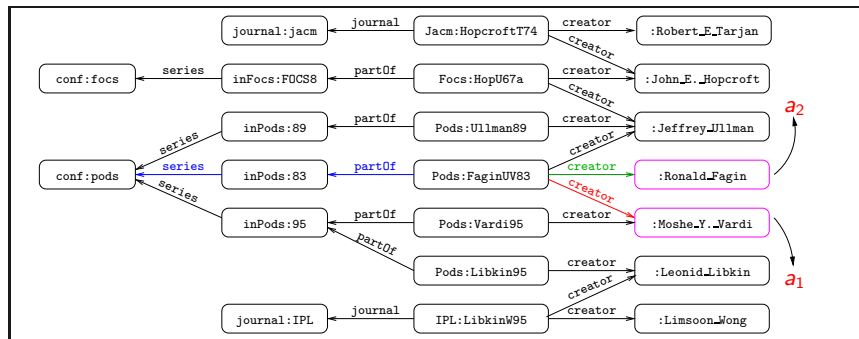 journal:jacm journal Jacm:HopcroftT74 creator :Robert_E_Tarjan
creator
conf:focs series inFocs:FOCS8 partOf Focs:HopU67a creator :John_E._Hopcroft
creator
a2
inPods:89 partOf Pods:Ullman89 creator :Jeffrey_Ullman
series
creator
conf:pods series inPods:83 partOf Pods:FaginUV83 creator :Ronald_Fagin
series
creator
inPods:95 partOf Pods:Vardi95 creator :Moshe_Y._Vardi
partOf
Pods:Libkin95 creator :Leonid_Libkin
a1
creator
journal:IPL journal IPL:LibkinW95 creator :Limsoon_Wong